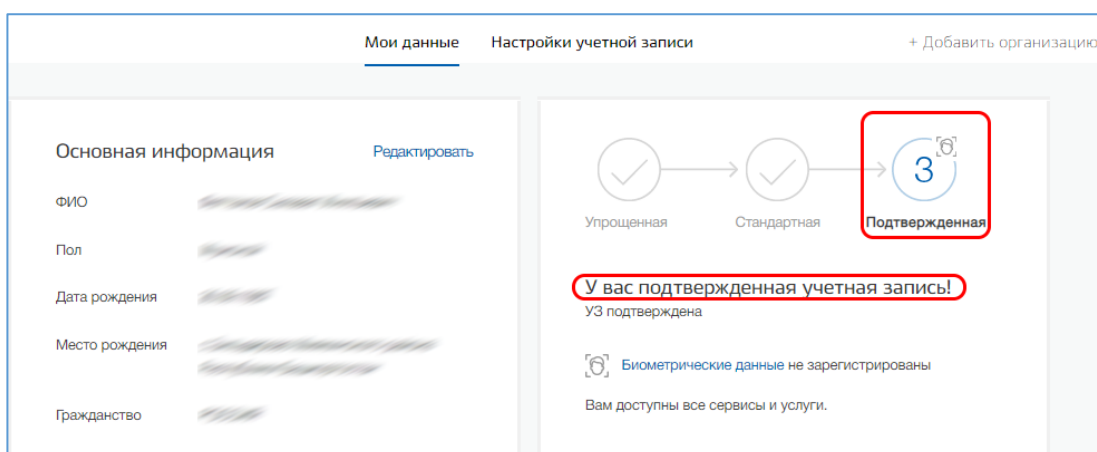 Мои данные Настройки учетной записи + Добавить организацию
Основная информация Редактировать
ФИО
Пол
Дата рождения
Место рождения
Гражданство
3
Упрощенная Стандартная Подтвержденная
У вас подтвержденная учетная запись!
УЗ подтверждена
Биометрические данные не зарегистрированы
Вам доступны все сервисы и услуги.